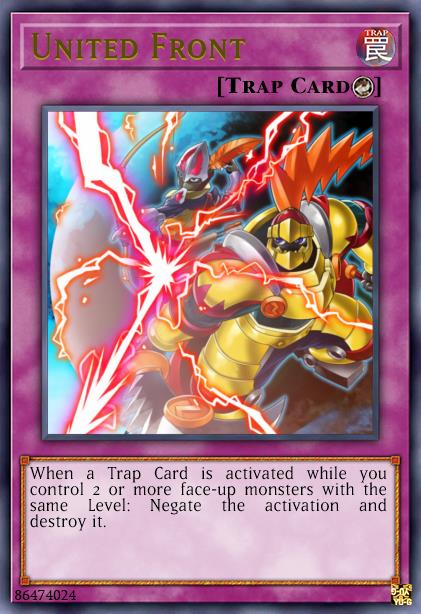 United Front
TRAP
罠
[Trap Card]
When a Trap Card is activated while you
control 2 or more face-up monsters with the
same Level: Negate the activation and
destroy it.
86474024